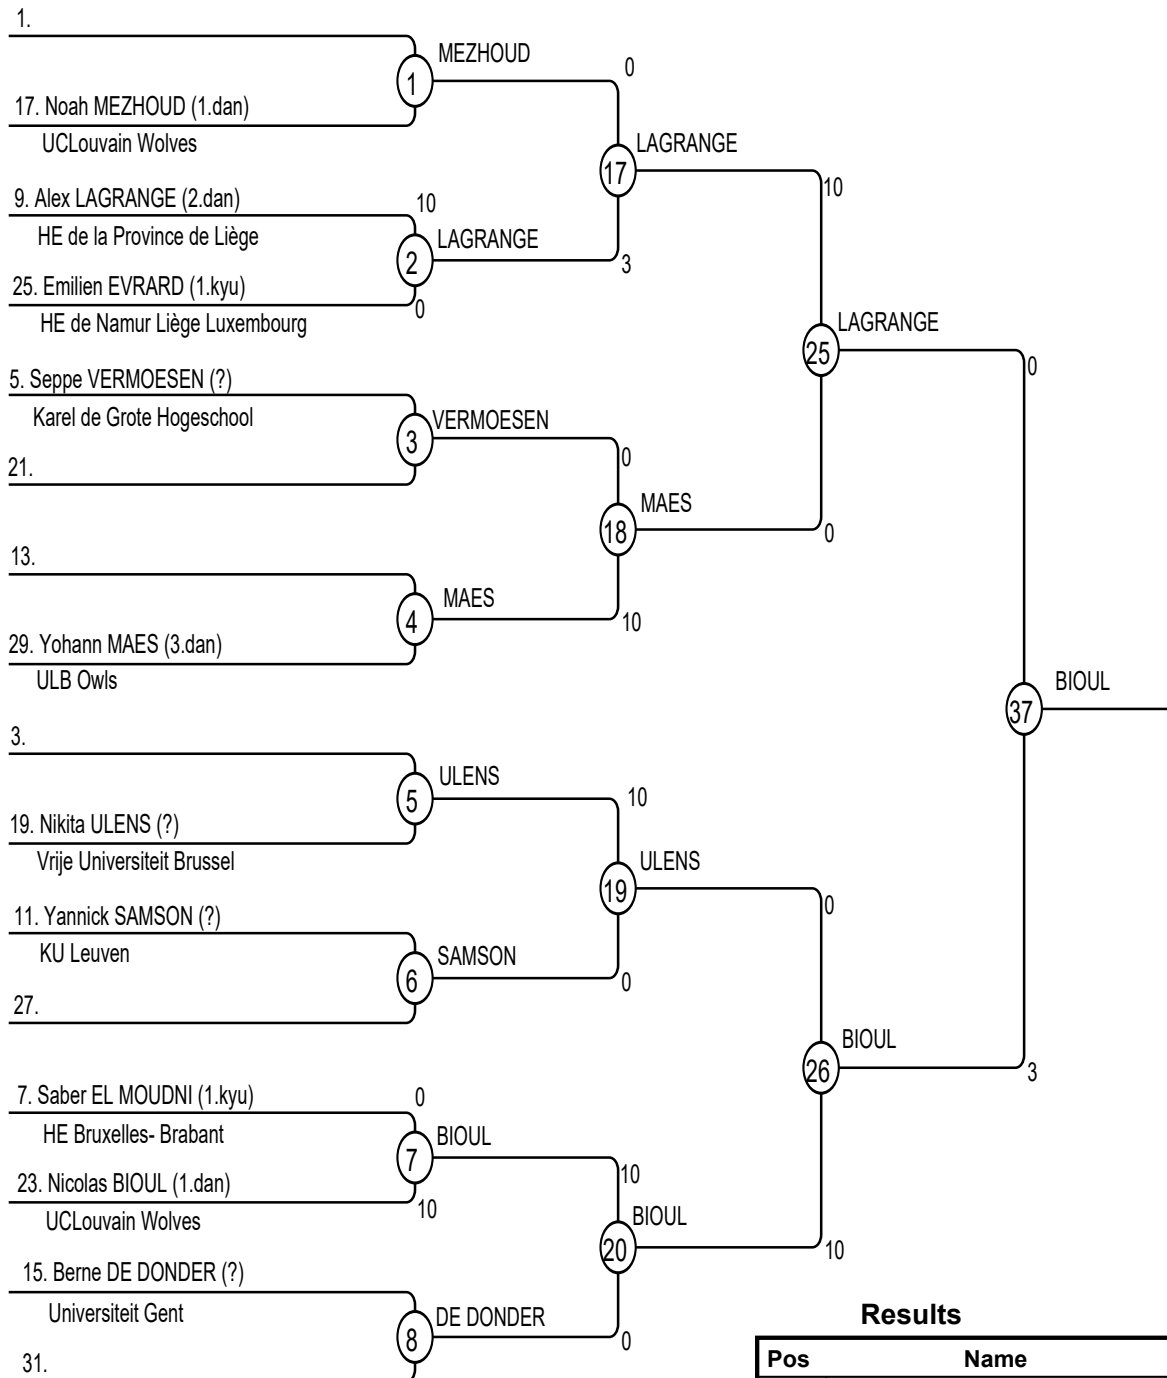 1.
MEZHOUD
0
1
17. Noah MEZHOUD (1.dan)
UCLouvain Wolves
LAGRANGE
17
10
9. Alex LAGRANGE (2.dan)
10
HE de la Province de Liège
LAGRANGE
2
3
25. Emilien EVRARD (1.kyu)
0
HE de Namur Liège Luxembourg
LAGRANGE
25
0
5. Seppe VERMOESEN (?)
Karel de Grote Hogeschool
VERMOESEN
3
0
21.
MAES
18
0
13.
MAES
4
10
29. Yohann MAES (3.dan)
ULB Owls
BIOUL
37
3.
ULENS
5
10
19. Nikita ULENS (?)
Vrije Universiteit Brussel
ULENS
19
0
11. Yannick SAMSON (?)
KU Leuven
SAMSON
6
0
27.
BIOUL
26
3
7. Saber EL MOUDNI (1.kyu)
0
HE Bruxelles- Brabant
BIOUL
7
10
23. Nicolas BIOUL (1.dan)
10
UCLouvain Wolves
BIOUL
20
10
15. Berne DE DONDER (?)
Universiteit Gent
DE DONDER
8
0
31.
Results
Pos Name